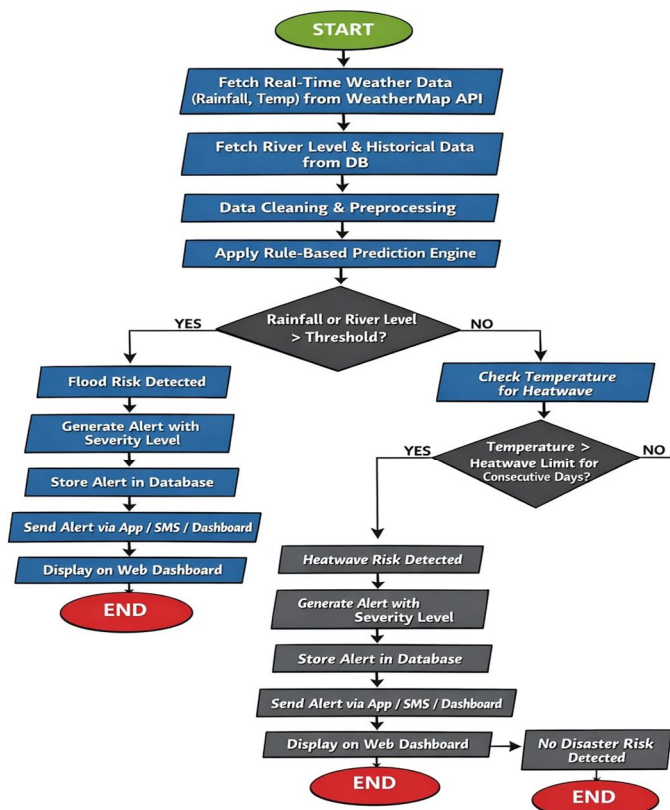 START
Fetch Real-Time Weather Data
(Rainfall, Temp) from WeatherMap API
Fetch River Level & Historical Data
from DB
Data Cleaning & Preprocessing
Apply Rule-Based Prediction Engine
Rainfall or River Level
> Threshold?
YES
NO
Flood Risk Detected
Generate Alert with
Severity Level
Store Alert in Database
Send Alert via App / SMS / Dashboard
Display on Web Dashboard
END
Check Temperature
for Heatwave
Temperature >
Heatwave Limit for
Consecutive Days?
YES
NO
Heatwave Risk Detected
Generate Alert with
Severity Level
Store Alert in Database
Send Alert via App / SMS / Dashboard
Display on Web Dashboard
END
No Disaster Risk
Detected
END